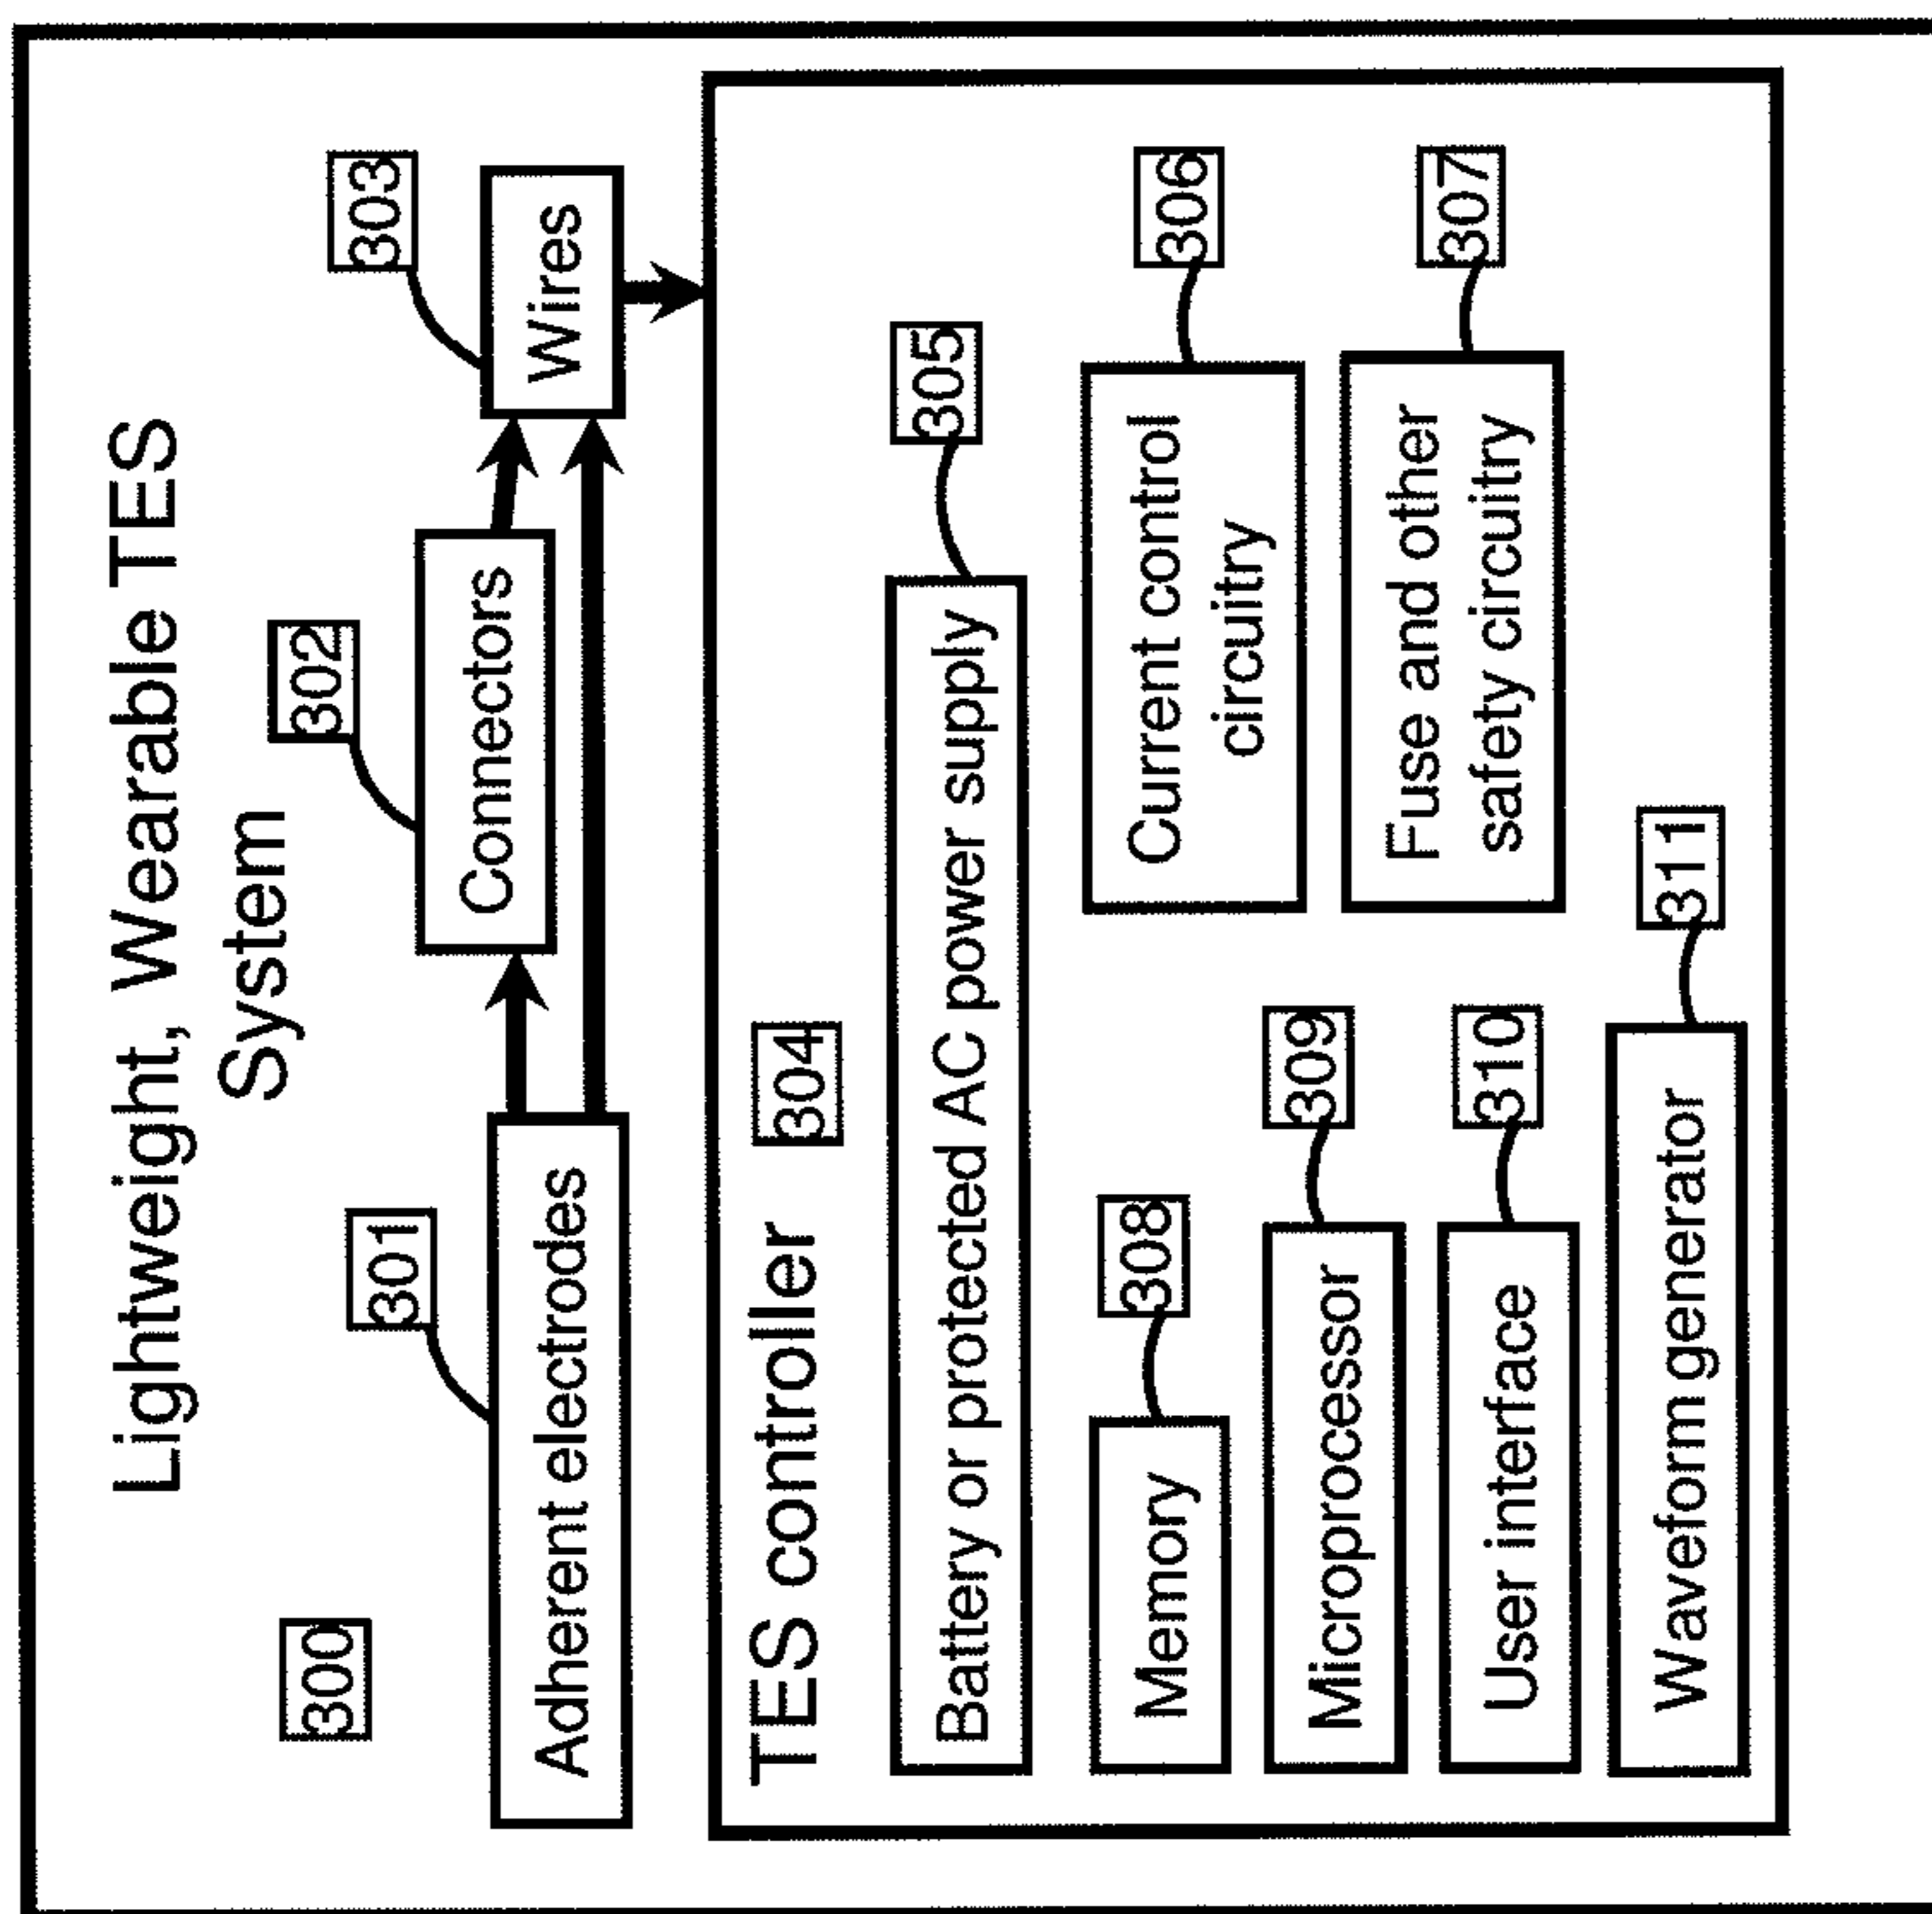 Lightweight, Wearable TES
System
300
301
302
303
Adherent electrodes
Connectors
Wires
TES controller
304
305
Battery or protected AC power supply
306
307
308
Memory
Current control
circuitry
309
Microprocessor
Fuse and other
safety circuitry
310
User interface
311
Waveform generator